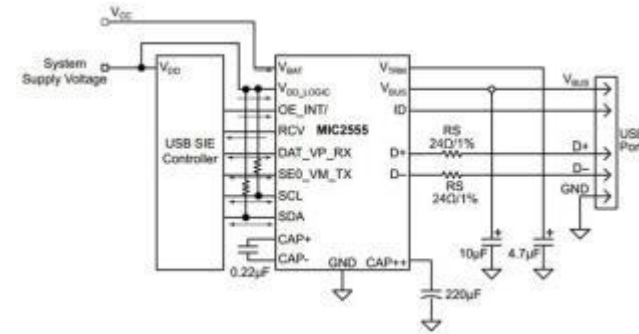 VCC
System
Supply Voltage
VDD
USB SIE
Controller
VBAT
VDD_LOGIC
OE_INT/
RCV
DAT_VP_RX
SE0_VM_TX
SCL
SDA
CAP+
CAP-
0.22µF
MIC2555
VTRM
VBUS
ID
D+
D–
GND
CAP++
RS
24Ω/1%
RS
24Ω/1%
10µF
4.7µF
220µF
VBUS
D+
D–
GND
USB
Port